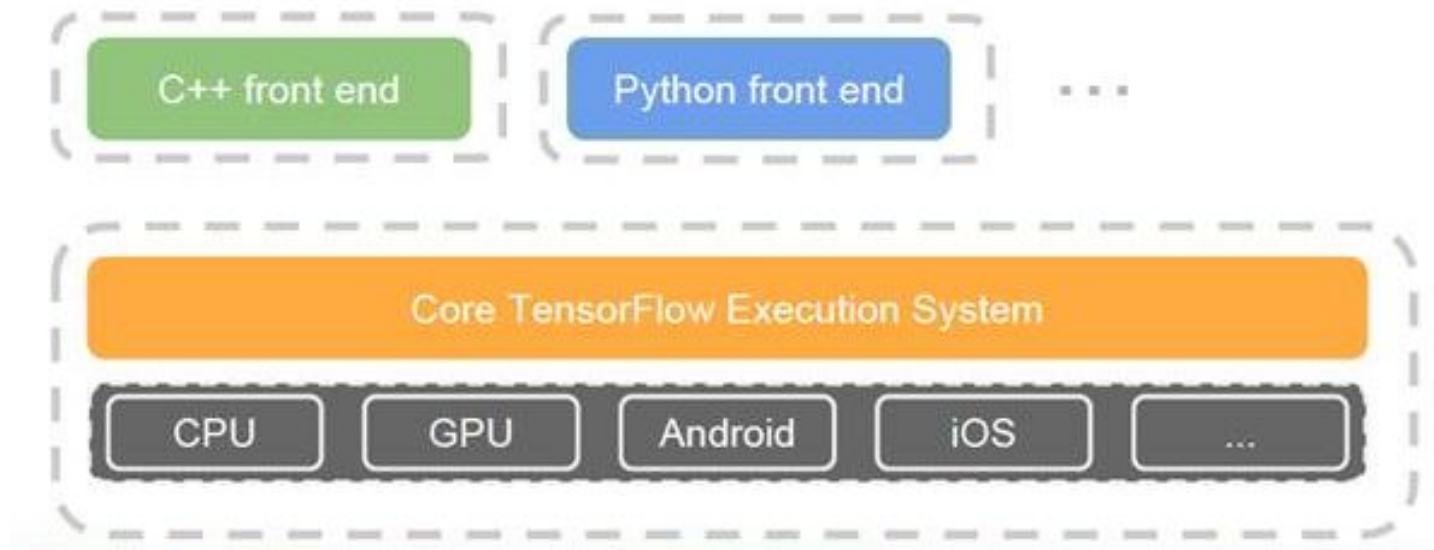 C++ front end
Python front end
...
Core TensorFlow Execution System
CPU
GPU
Android
iOS
...